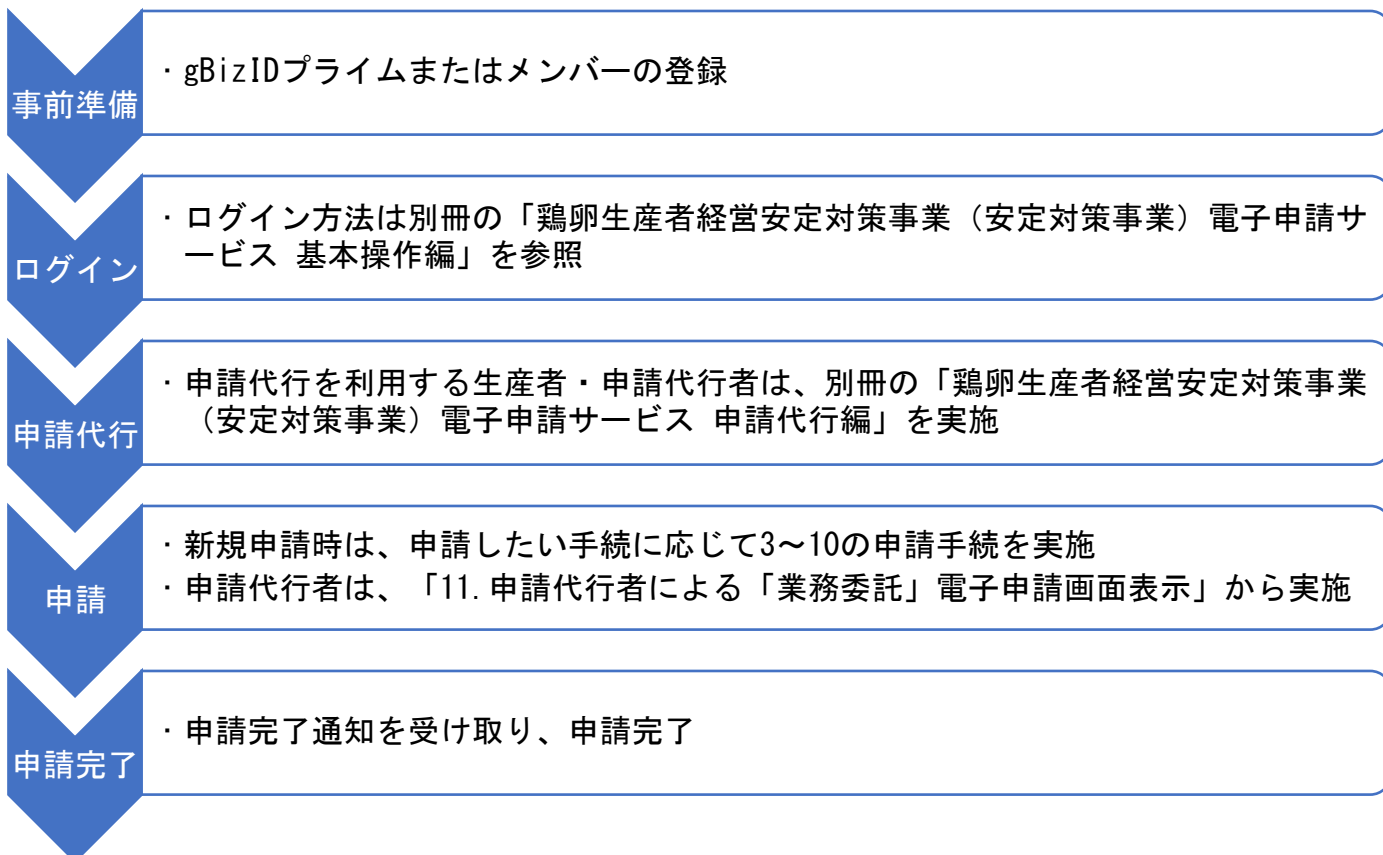 事前準備
・gBizIDプライムまたはメンバーの登録
ログイン
・ログイン方法は別冊の「鶏卵生産者経営安定対策事業（安定対策事業）電子申請サ
ービス 基本操作編」を参照
申請代行
・申請代行を利用する生産者・申請代行者は、別冊の「鶏卵生産者経営安定対策事業
（安定対策事業）電子申請サービス 申請代行編」を実施
申請
・新規申請時は、申請したい手続に応じて3～10の申請手続を実施
・申請代行者は、「11.申請代行者による「業務委託」電子申請画面表示」から実施
申請完了
・申請完了通知を受け取り、申請完了